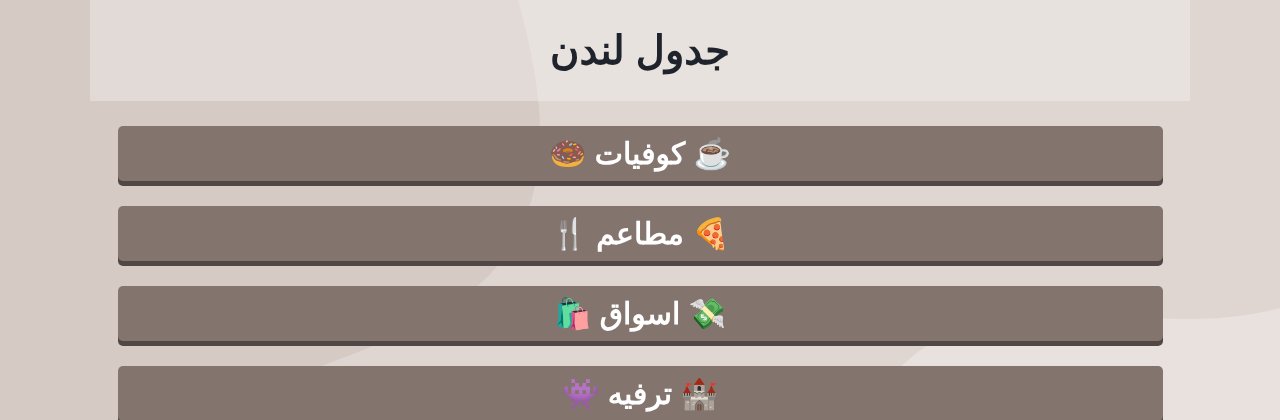 جدول لندن
☕ كوفيات 🍩
🍕 مطاعم 🍴
💸 اسواق 🛍️
🏰 ترفيه 👾